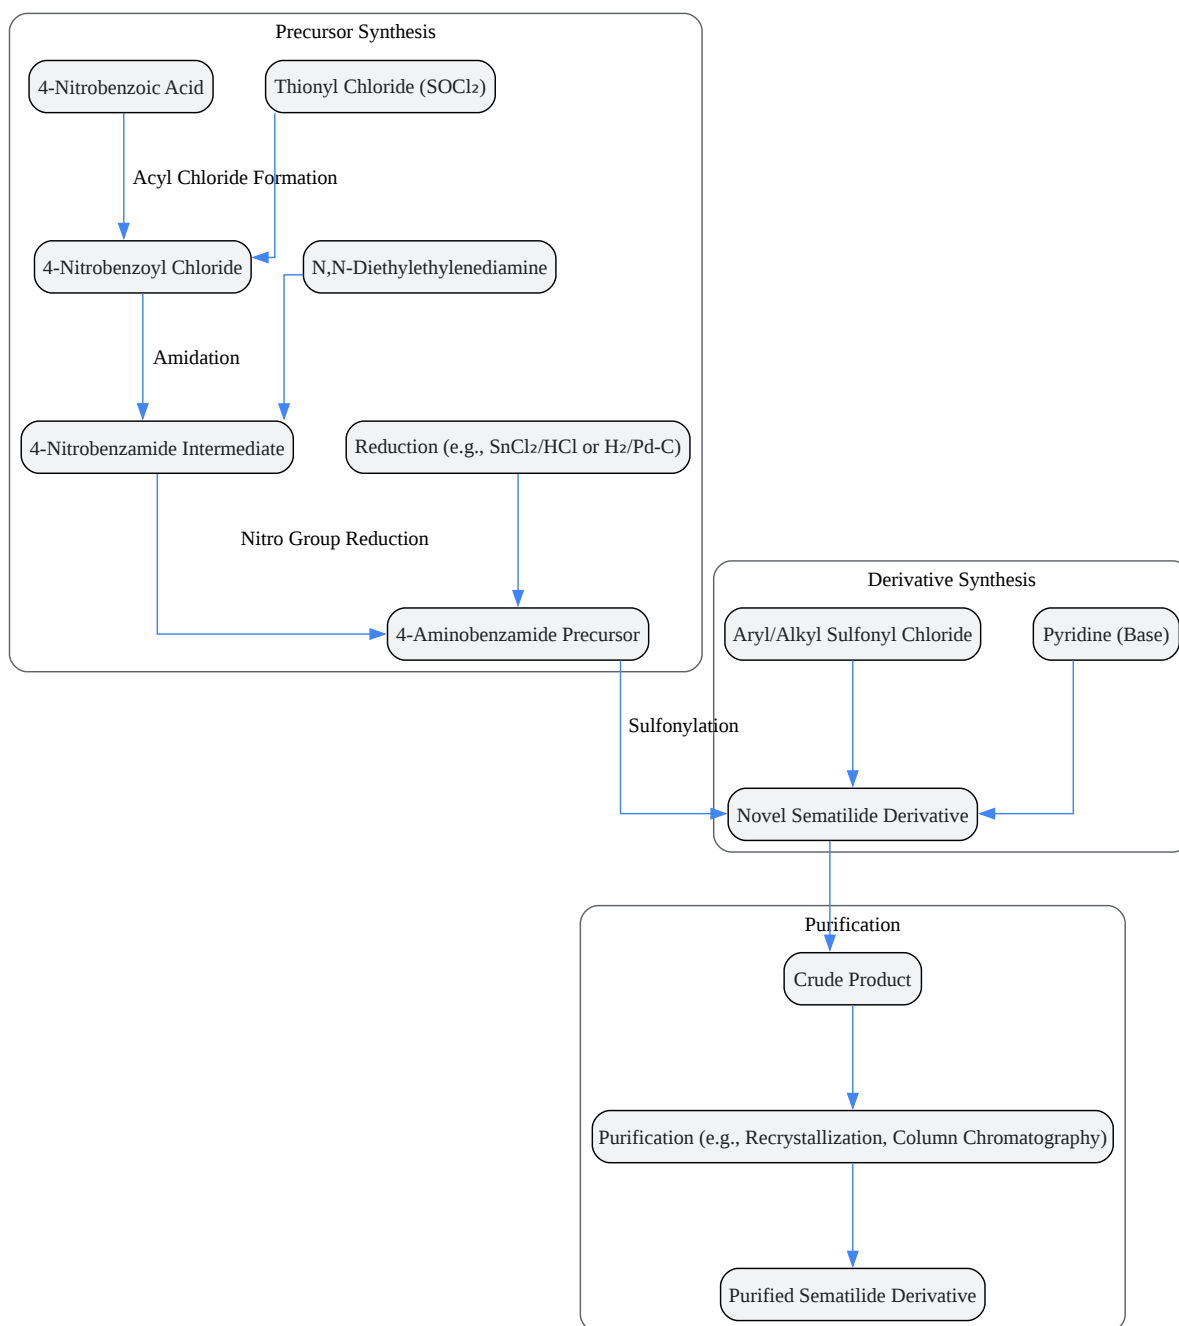 Precursor Synthesis
4-Nitrobenzoic Acid
Thionyl Chloride (SOCl₂)
Acyl Chloride Formation
4-Nitrobenzoyl Chloride
N,N-Diethylethylenediamine
Amidation
4-Nitrobenzamide Intermediate
Reduction (e.g., SnCl₂/HCl or H₂/Pd-C)
Nitro Group Reduction
4-Aminobenzamide Precursor
Derivative Synthesis
Aryl/Alkyl Sulfonyl Chloride
Pyridine (Base)
Sulfonylation
Novel Sematilide Derivative
Purification
Crude Product
Purification (e.g., Recrystallization, Column Chromatography)
Purified Sematilide Derivative